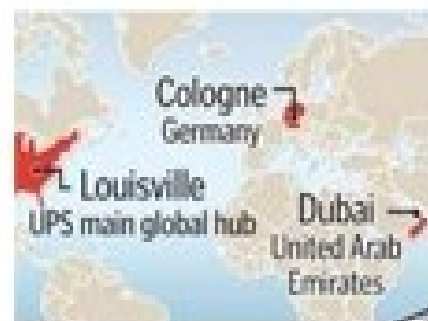 Cologne
Germany
Louisville
UPS main global hub
Dubai
United Arab
Emirates